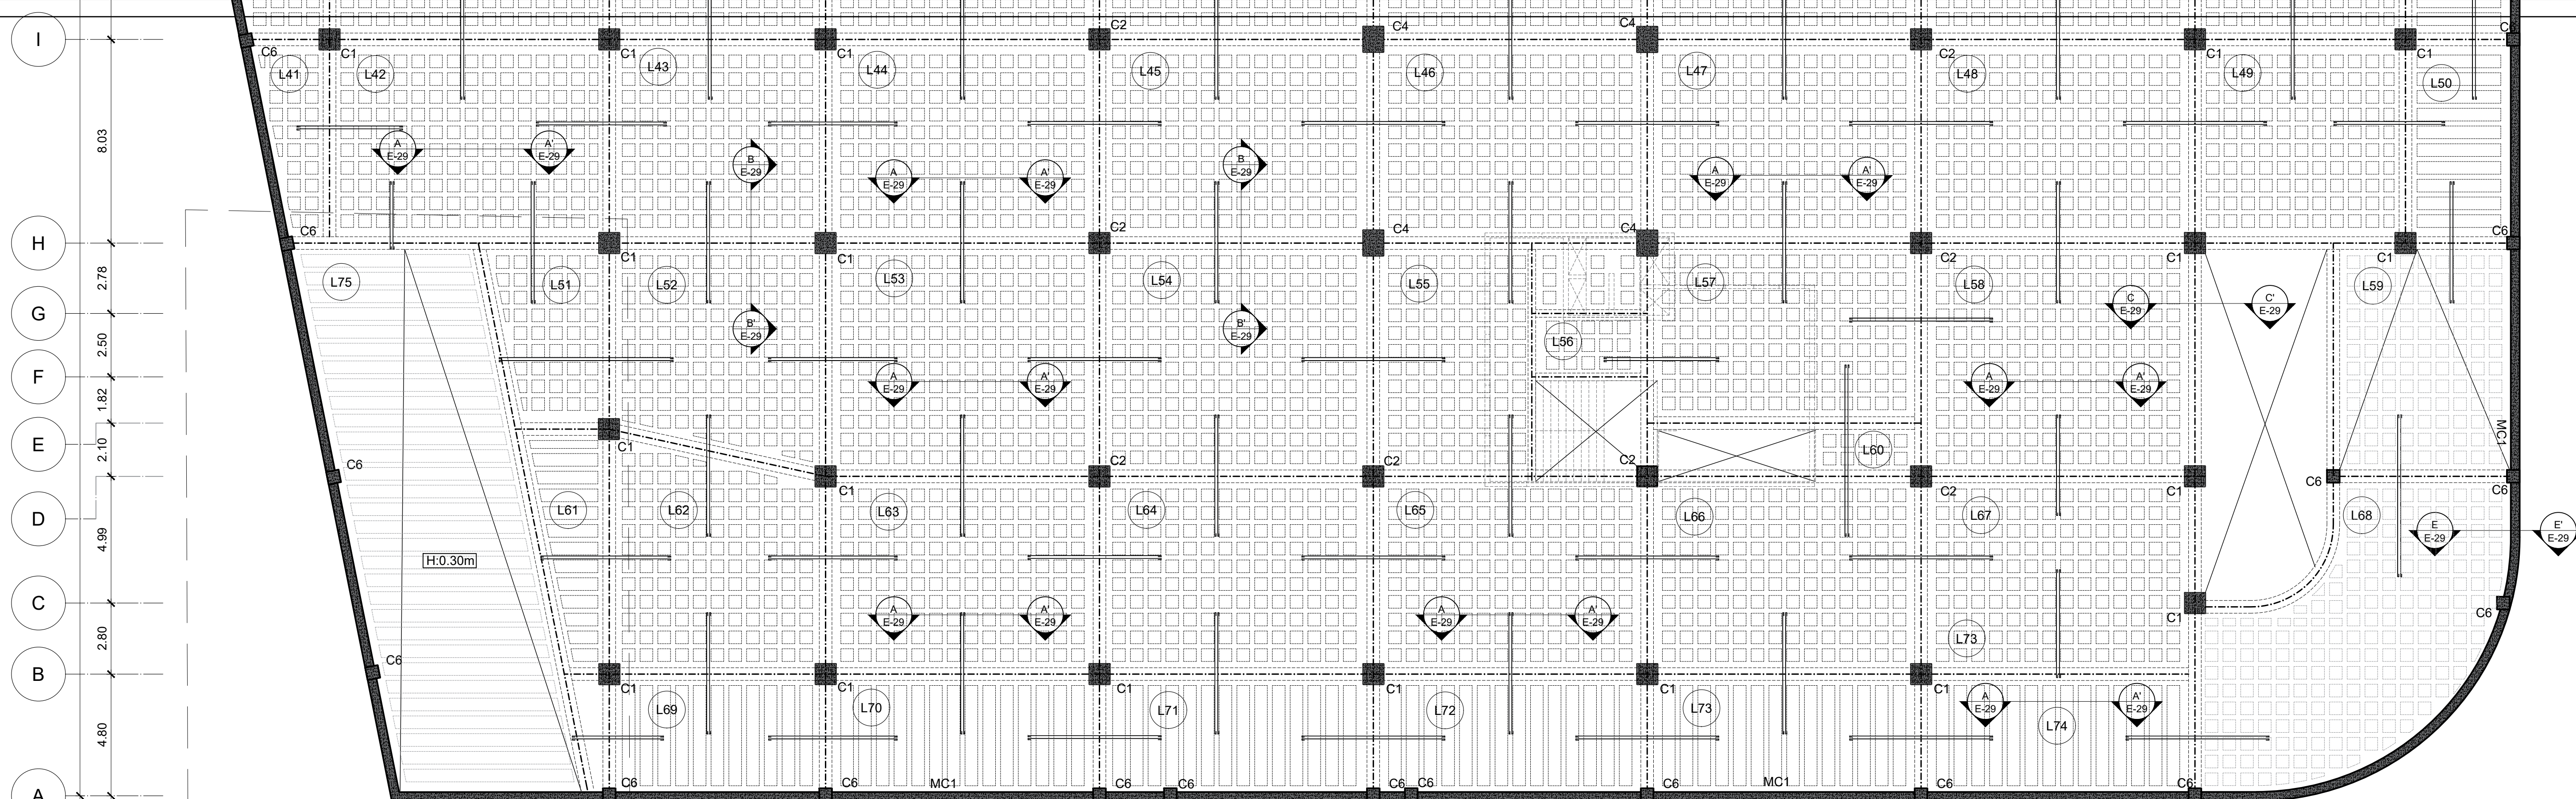 I
C6
C1
C1
C1
C2
C4
C4
C2
C1
C1
C6
L41
L42
L43
L44
L45
L46
L47
L48
L49
L50
8.03
A
E-29
A'
E-29
B
E-29
A
E-29
A'
E-29
B
E-29
A
E-29
A'
E-29
H
C6
C1
C1
C2
C4
C4
C2
C1
C1
C6
2.78
L75
L51
L52
L53
L54
L55
L57
L58
L59
G
C
E-29
C'
E-29
B'
E-29
B'
E-29
2.50
L56
F
A
E-29
A'
E-29
A
E-29
A'
E-29
1.82
MC1
E
C1
2.10
L60
C6
C1
C2
C2
C2
C2
C1
C6
C6
D
L61
L62
L63
L64
L65
L66
L67
L68
E
E-29
E'
E-29
4.99
H:0.30m
C
A
E-29
A'
E-29
A
E-29
A'
E-29
C1
C6
2.80
L73
B
C6
C1
C1
C1
C1
C1
C1
L69
L70
L71
L72
L73
L74
A
E-29
A'
E-29
4.80
A
C6
C6
MC1
C6
C6
C6
C6
C6
MC1
C6
C6